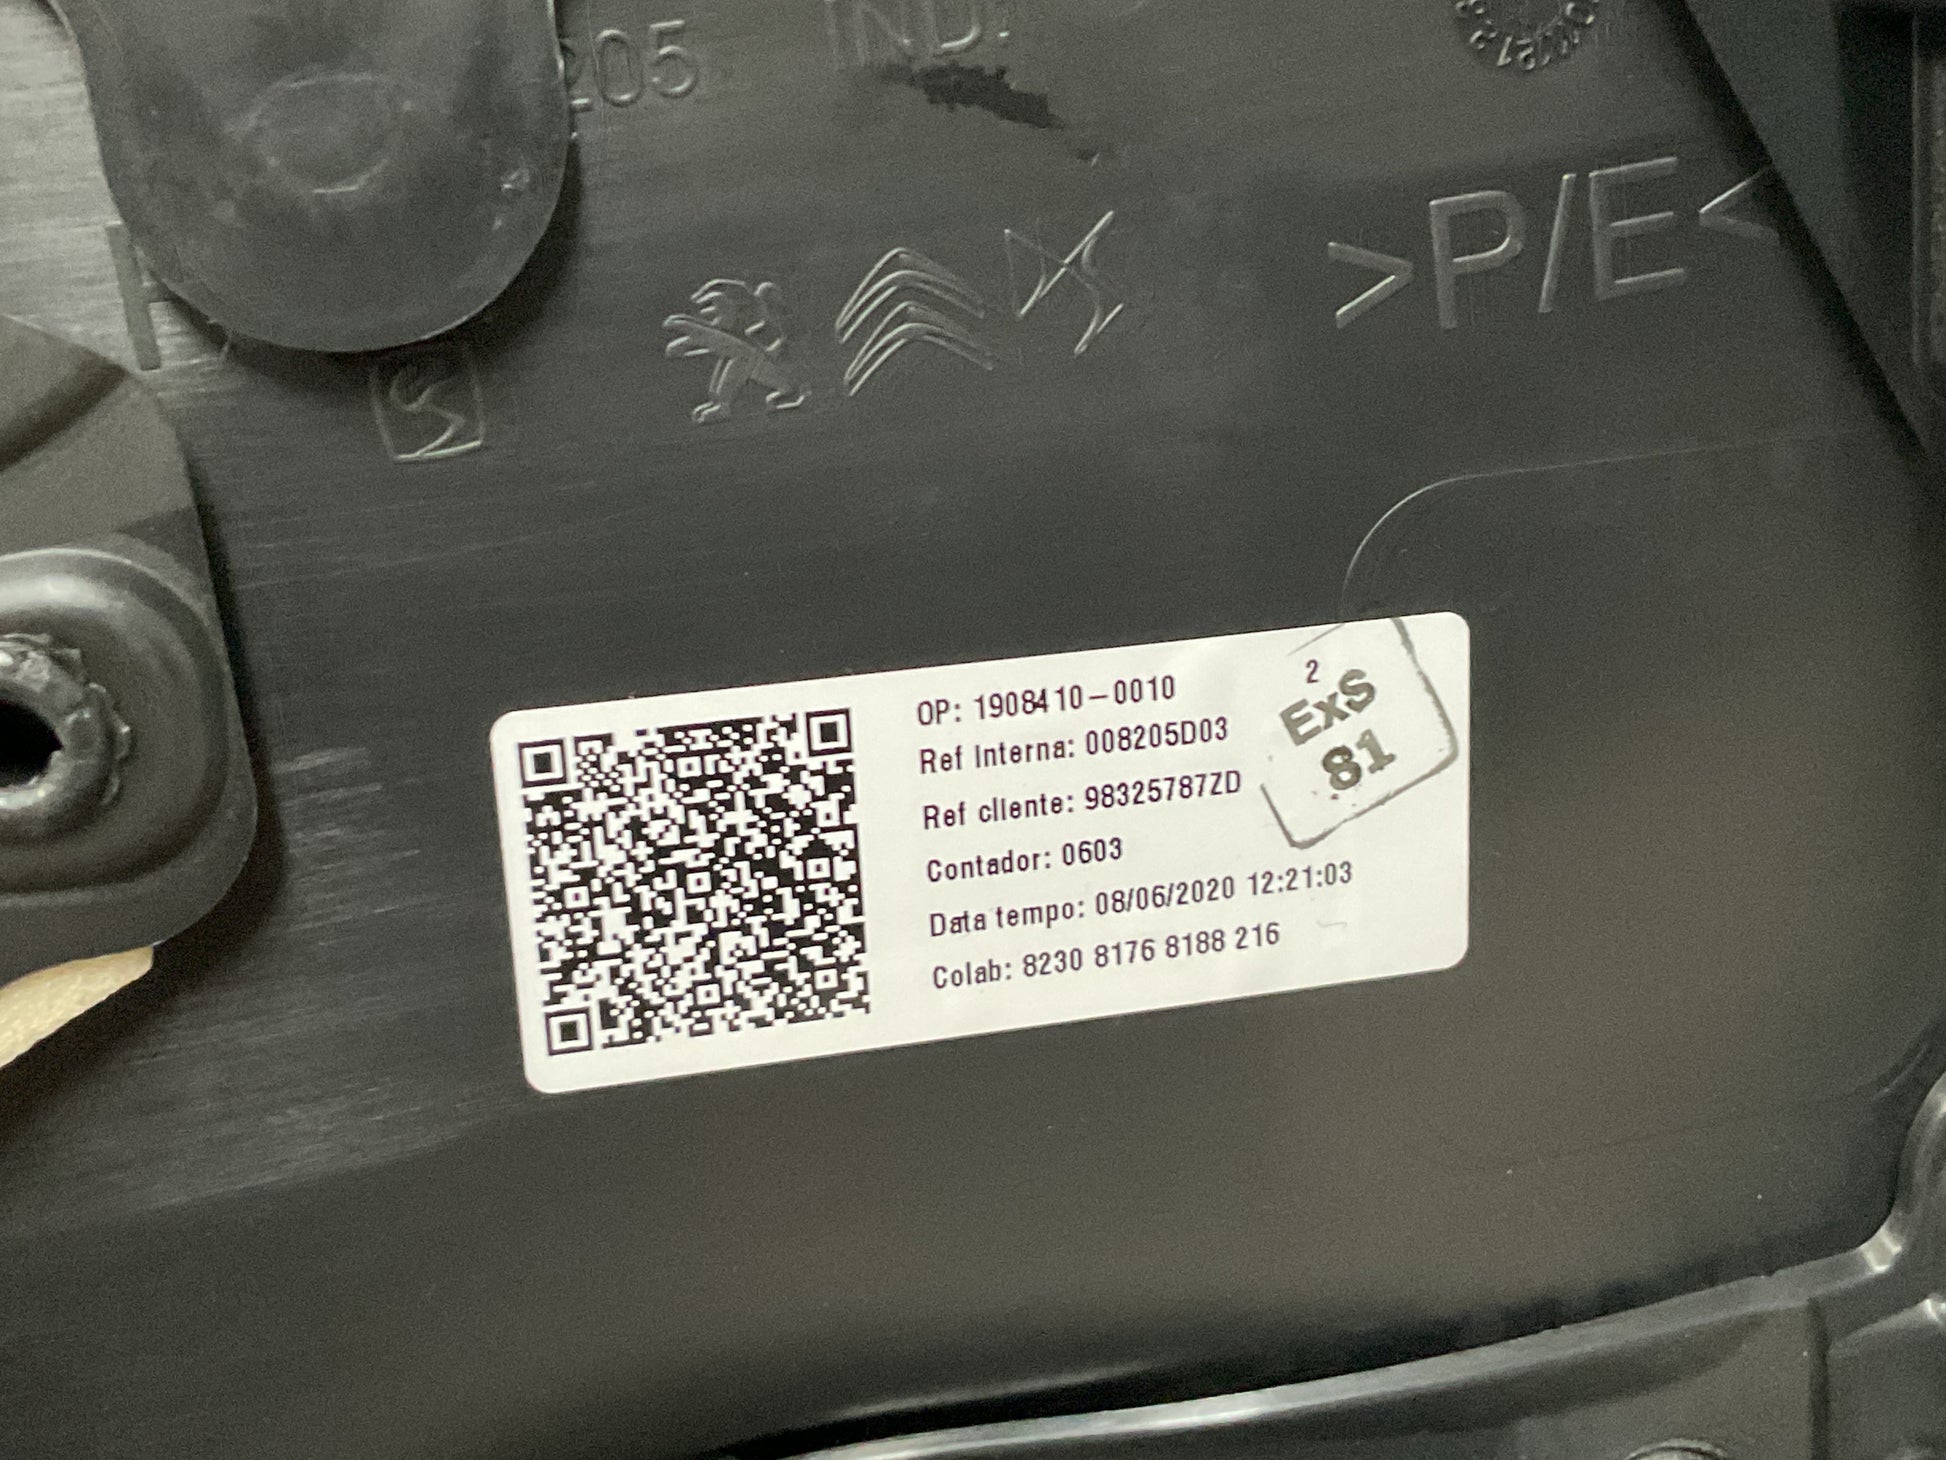 205
IND.
>P/E<
OP: 1908410-0010
2
Ref Interna: 008205D03
ExS
81
Ref cliente: 98325787ZD
Contador: 0603
Data tempo: 08/06/2020 12:21:03
Colab: 8230 8176 8188 216